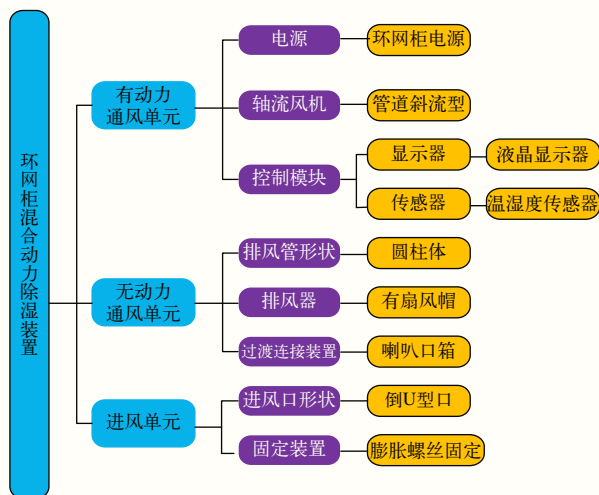 环网柜混合动力除湿装置
有动力
通风单元
电源
环网柜电源
轴流风机
管道斜流型
控制模块
显示器
液晶显示器
传感器
温湿度传感器
无动力
通风单元
排风管形状
圆柱体
排风器
有扇风帽
过渡连接装置
喇叭口箱
进风单元
进风口形状
倒U型口
固定装置
膨胀螺丝固定